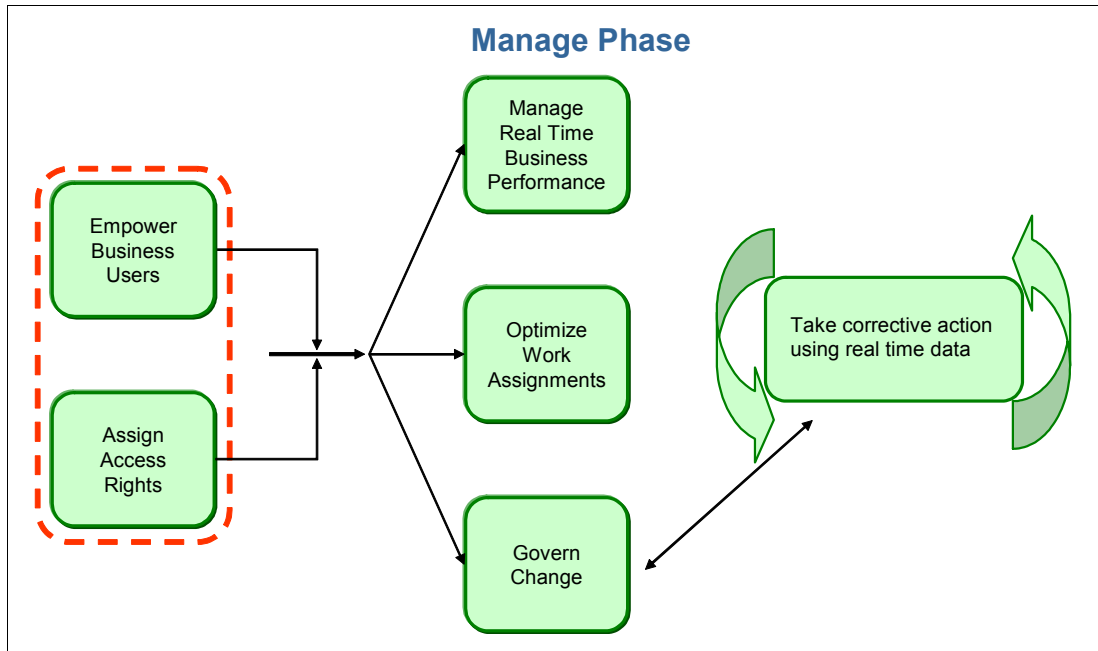 Manage Phase
Empower
Business
Users
Assign
Access
Rights
Manage
Real Time
Business
Performance
Optimize
Work
Assignments
Govern
Change
Take corrective action
using real time data